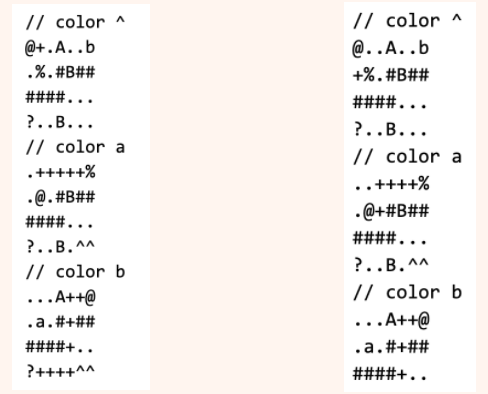 // color ^
@+.A..b
.%.#B##
####...
?..B...
// color a
.+++++%
.@.#B##
####...
?..B.^^
// color b
...A++@
.a.#+##
####+..
?++++^^
// color ^
@..A..b
+%.#B##
####...
?..B...
// color a
..++++%
.@+#B##
####...
?..B.^^
// color b
...A++@
.a.#+##
####+..